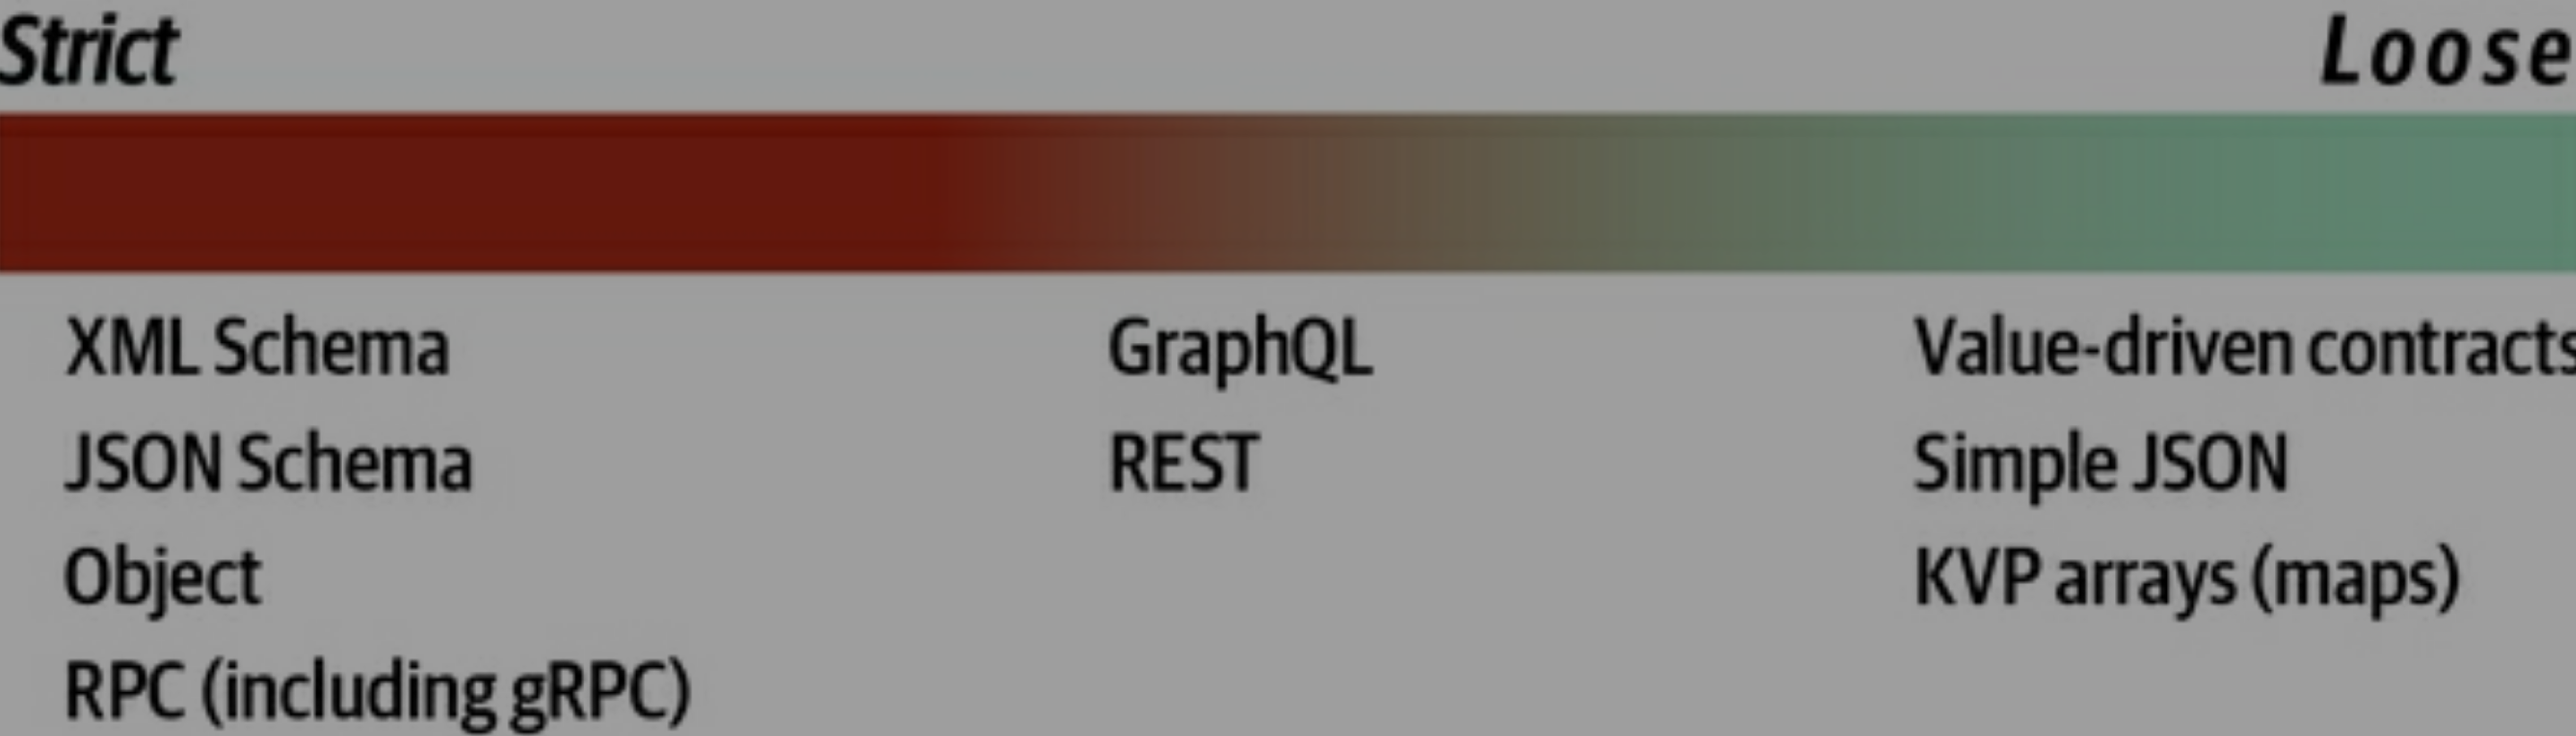 Strict Loose
XML Schema GraphQL Value-driven contracts
JSON Schema REST Simple JSON
Object KVP arrays (maps)
RPC (including gRPC)